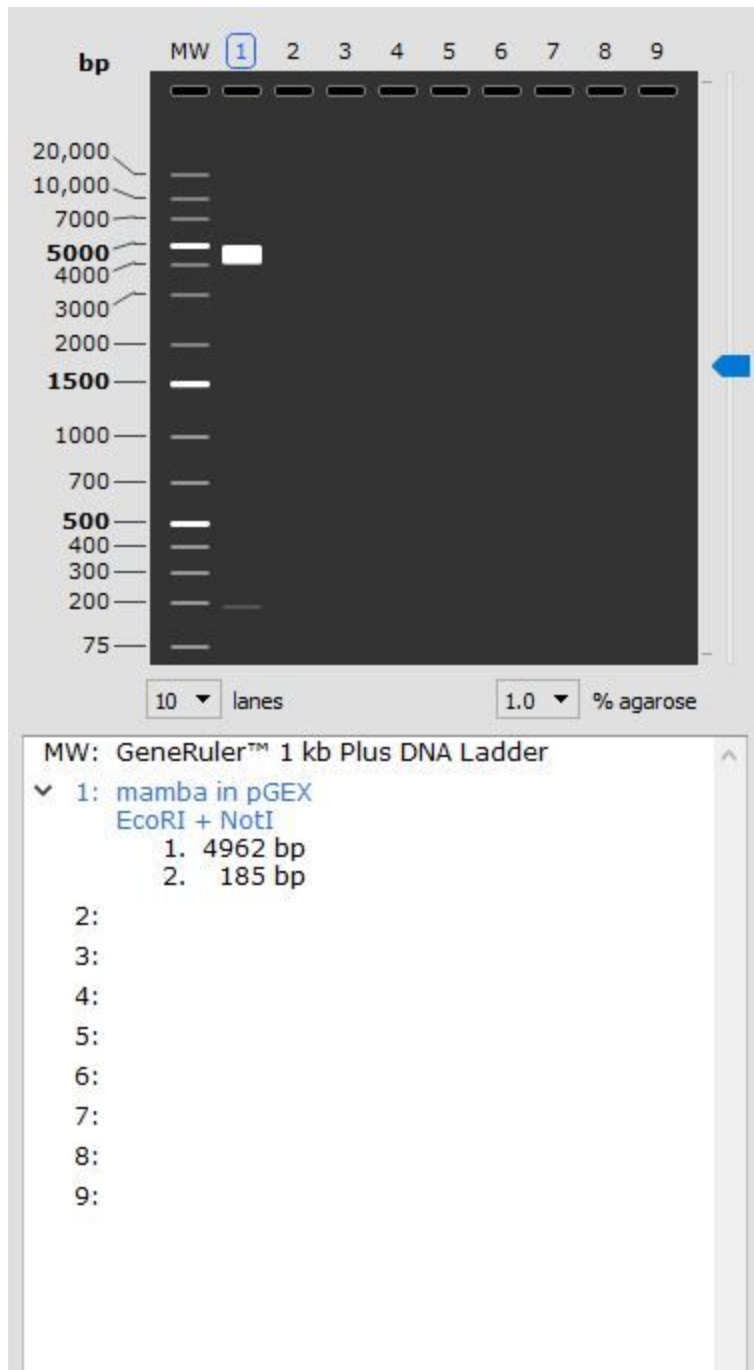 bp
MW 1 2 3 4 5 6 7 8 9
20,000
10,000
7000
5000
4000
3000
2000
1500
1000
700
500
400
300
200
75
10 lanes 1.0 % agarose
MW: GeneRuler™ 1 kb Plus DNA Ladder
1: mamba in pGEX
EcoRI + NotI
1. 4962 bp
2. 185 bp
2:
3:
4:
5:
6:
7:
8:
9: